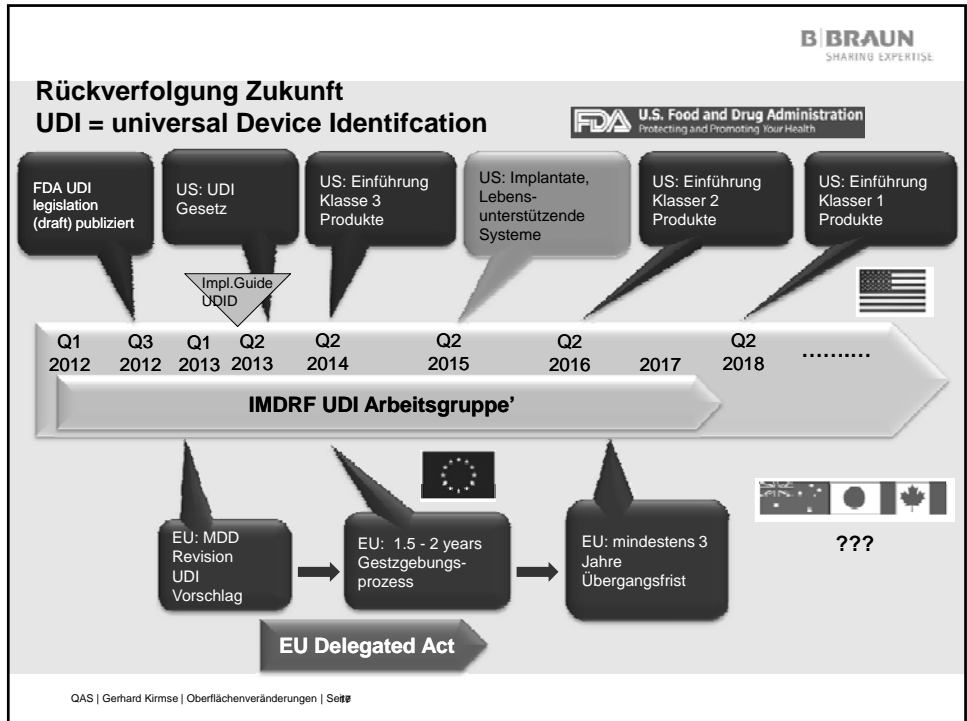 B BRAUN
SHARING EXPERTISE
Rückverfolgung Zukunft
UDI = universal Device Identifcation
FDA U.S. Food and Drug Administration
Protecting and Promoting Your Health
FDA UDI
legislation
(draft) publiziert
US: UDI
Gesetz
US: Einführung
Klasse 3
Produkte
US: Implantate,
Lebens-
unterstützende
Systeme
US: Einführung
Klasser 2
Produkte
US: Einführung
Klasser 1
Produkte
Impl.Guide
UDID
Q1 Q3 Q1 Q2 Q2 Q2 Q2 Q2
2012 2012 2013 2013 2014 2015 2016 2017 2018 ..........
IMDRF UDI Arbeitsgruppe'
EU: MDD
Revision
UDI
Vorschlag
EU: 1.5 - 2 years
Gestzgebungs-
prozess
EU: mindestens 3
Jahre
Übergangsfrist
???
EU Delegated Act
QAS | Gerhard Kirmse | Oberflächenveränderungen |